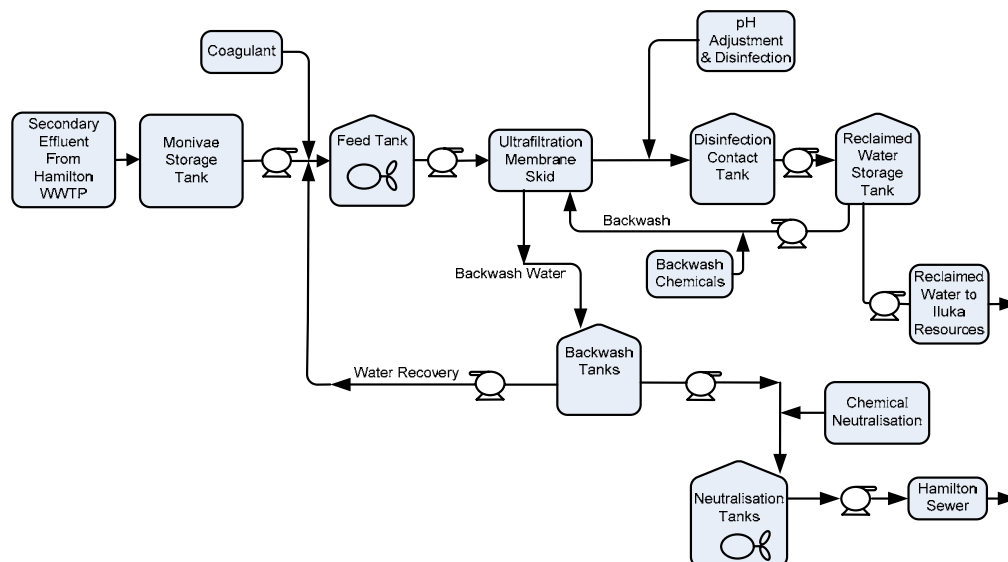 Coagulant
pH
Adjustment
& Disinfection
Secondary
Effluent
From
Hamilton
WWTP
Monivae
Storage
Tank
Feed Tank
Ultrafiltration
Membrane
Skid
Disinfection
Contact
Tank
Reclaimed
Water
Storage
Tank
Backwash
Backwash
Chemicals
Backwash Water
Reclaimed
Water to
Iluka
Resources
Water Recovery
Backwash
Tanks
Chemical
Neutralisation
Neutralisation
Tanks
Hamilton
Sewer